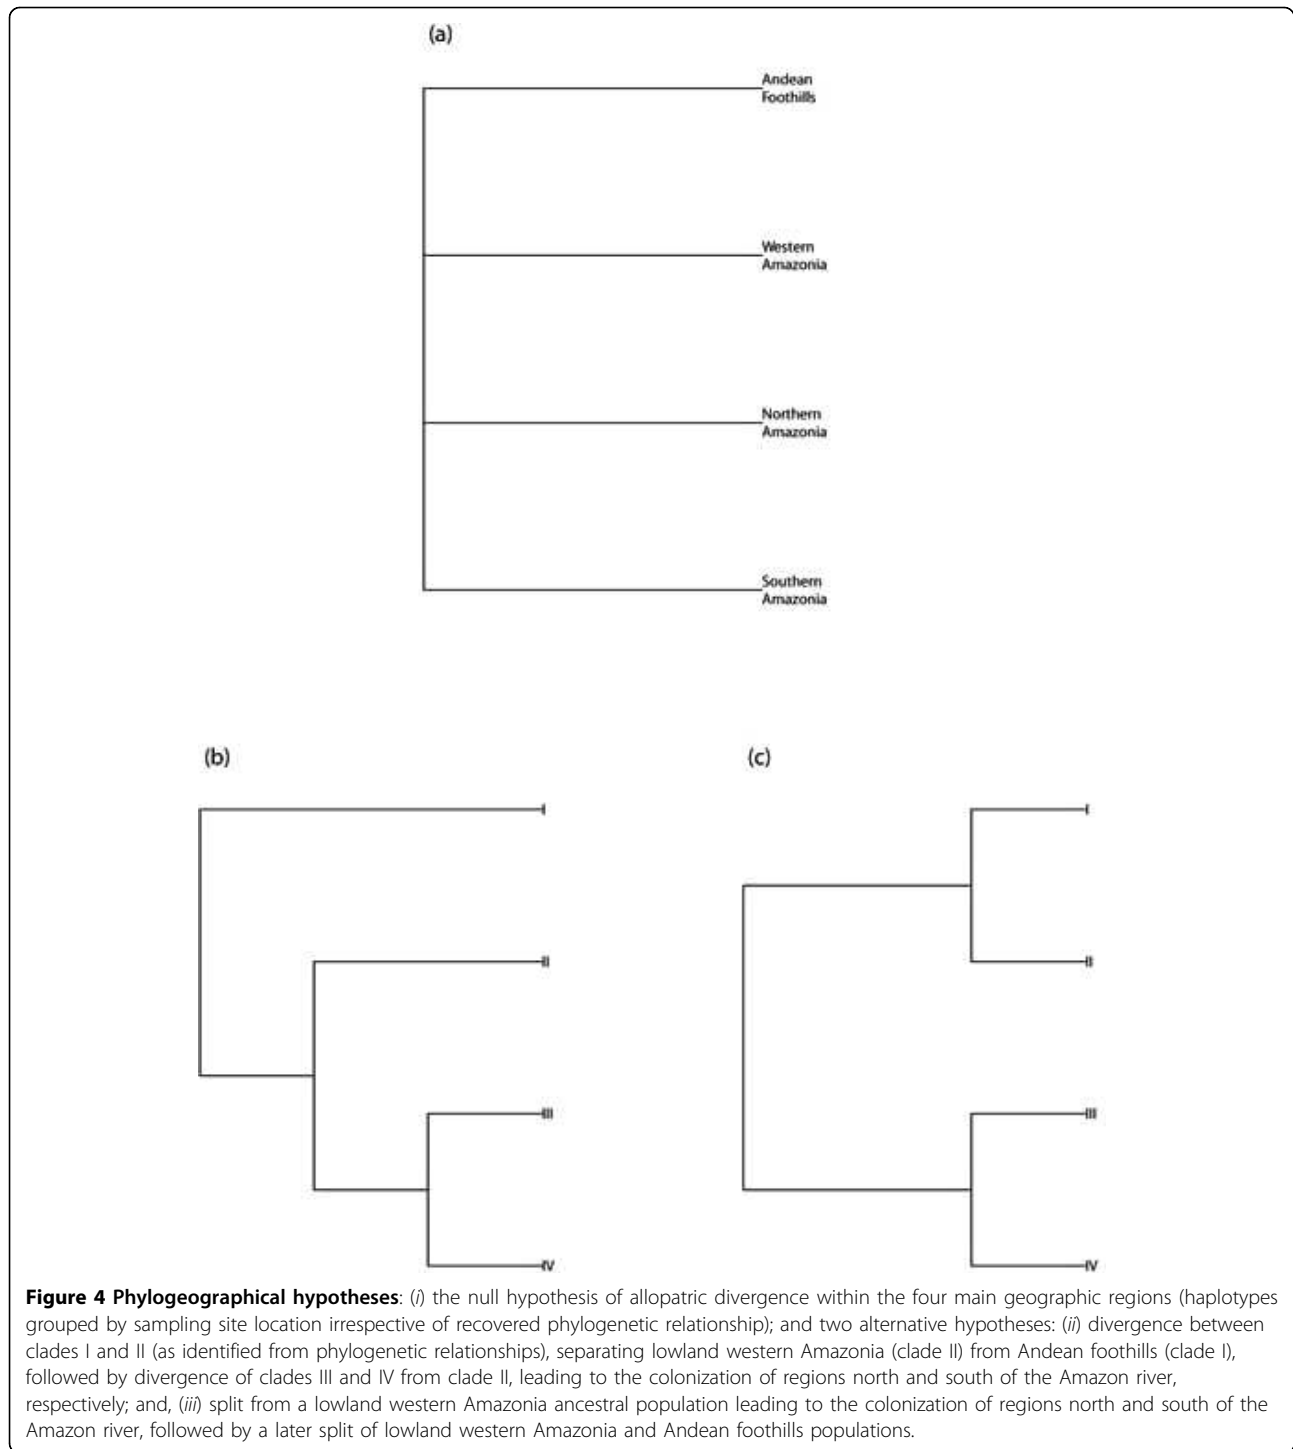 (a)
Andean
Foothills
Western
Amazonia
Northern
Amazonia
Southern
Amazonia
(b)
(c)
I
I
II
II
III
III
IV
IV
Figure 4 Phylogeographical hypotheses: (i) the null hypothesis of allopatric divergence within the four main geographic regions (haplotypes
grouped by sampling site location irrespective of recovered phylogenetic relationship); and two alternative hypotheses: (ii) divergence between
clades I and II (as identified from phylogenetic relationships), separating lowland western Amazonia (clade II) from Andean foothills (clade I),
followed by divergence of clades III and IV from clade II, leading to the colonization of regions north and south of the Amazon river,
respectively; and, (iii) split from a lowland western Amazonia ancestral population leading to the colonization of regions north and south of the
Amazon river, followed by a later split of lowland western Amazonia and Andean foothills populations.